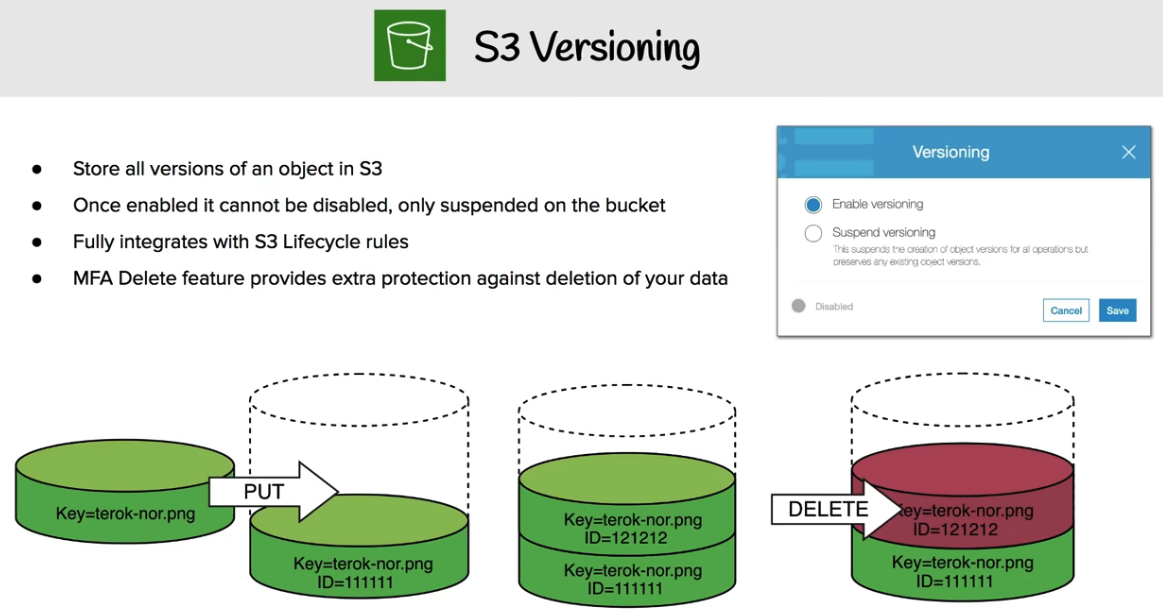 S3 Versioning
● Store all versions of an object in S3
● Once enabled it cannot be disabled, only suspended on the bucket
● Fully integrates with S3 Lifecycle rules
● MFA Delete feature provides extra protection against deletion of your data
Versioning
Enable versioning
Suspend versioning
This suspends the creation of object versions for all operations but
preserves any existing object versions.
Disabled
Cancel Save
Key=terok-nor.png
PUT
Key=terok-nor.png
ID=111111
Key=terok-nor.png
ID=121212
Key=terok-nor.png
ID=111111
DELETE
Key=terok-nor.png
ID=121212
Key=terok-nor.png
ID=111111